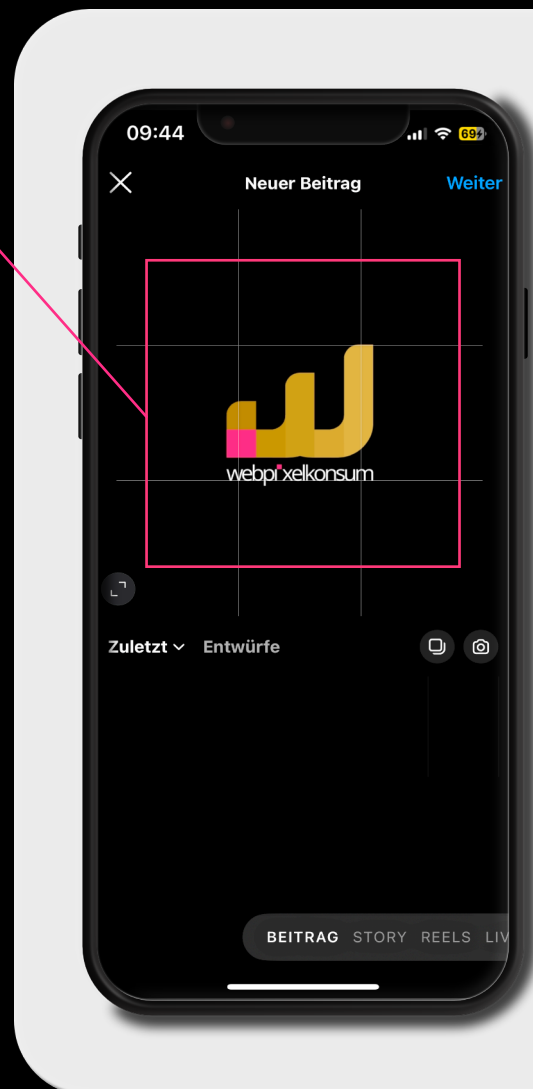 09:44
69
Neuer Beitrag
Weiter
webpixelkonsum
Zuletzt
Entwürfe
BEITRAG STORY REELS LIV